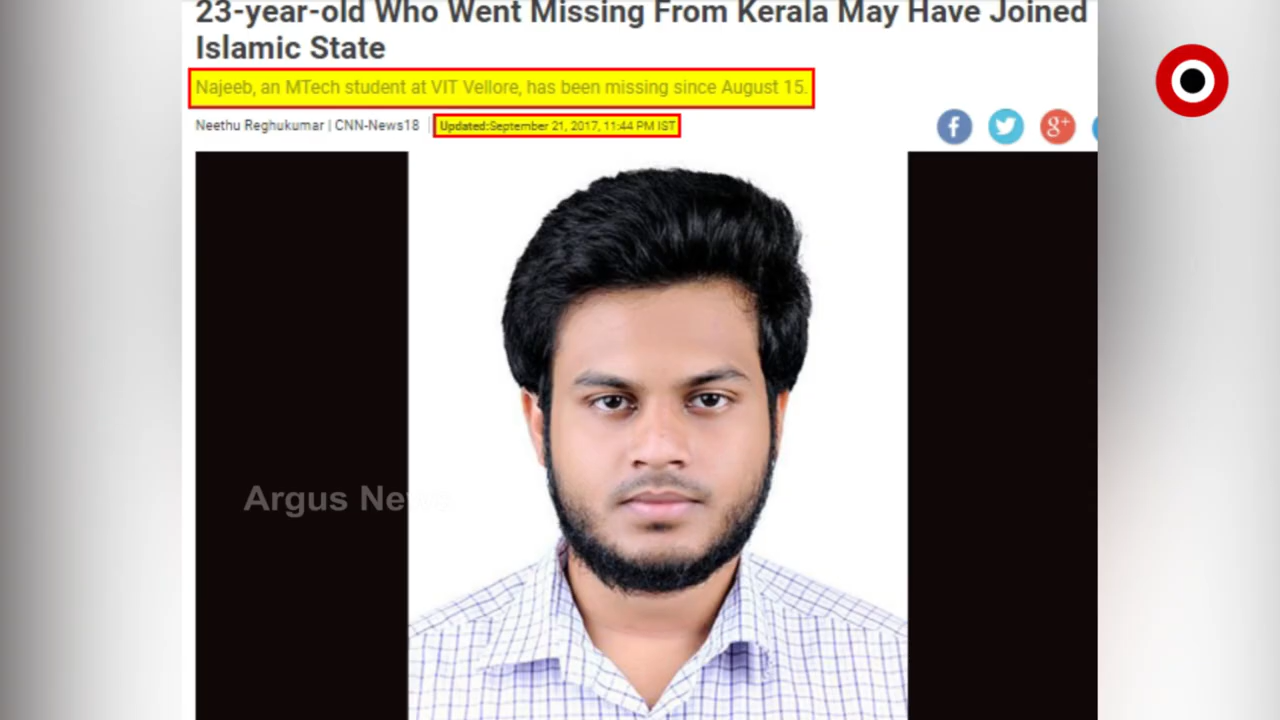 23-year-old Who Went Missing From Kerala May Have Joined
Islamic State
Najeeb, an MTech student at VIT Vellore, has been missing since August 15.
Neethu Reghukumar | CNN-News18 | Updated:September 21, 2017, 11:44 PM IST
f
g+
Argus News